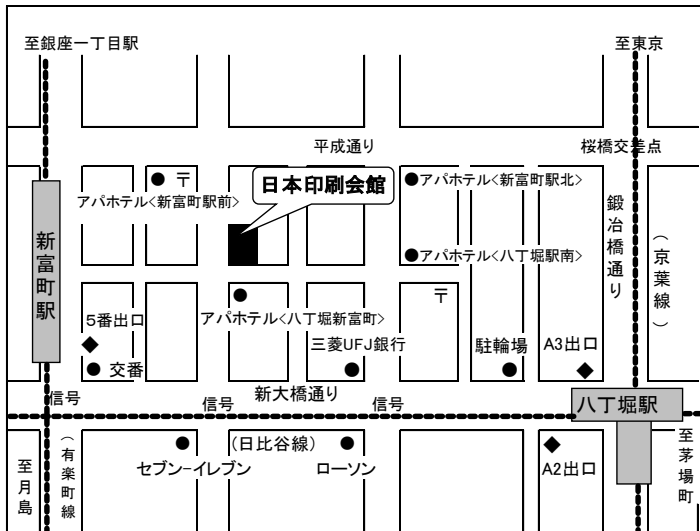 至銀座一丁目駅
至東京
平成通り
桜橋交差点
〒
アパホテル<新富町駅前>
日本印刷会館
アパホテル<新富町駅北>
鍛冶橋通り
(京葉線)
新富町駅
アパホテル<八丁堀駅南>
〒
5番出口
アパホテル<八丁堀新富町>
三菱UFJ銀行
駐輪場
A3出口
交番
新大橋通り
信号
信号
信号
八丁堀駅
至月島
(有楽町線)
セブン-イレブン
(日比谷線)
ローソン
A2出口
至茅場町